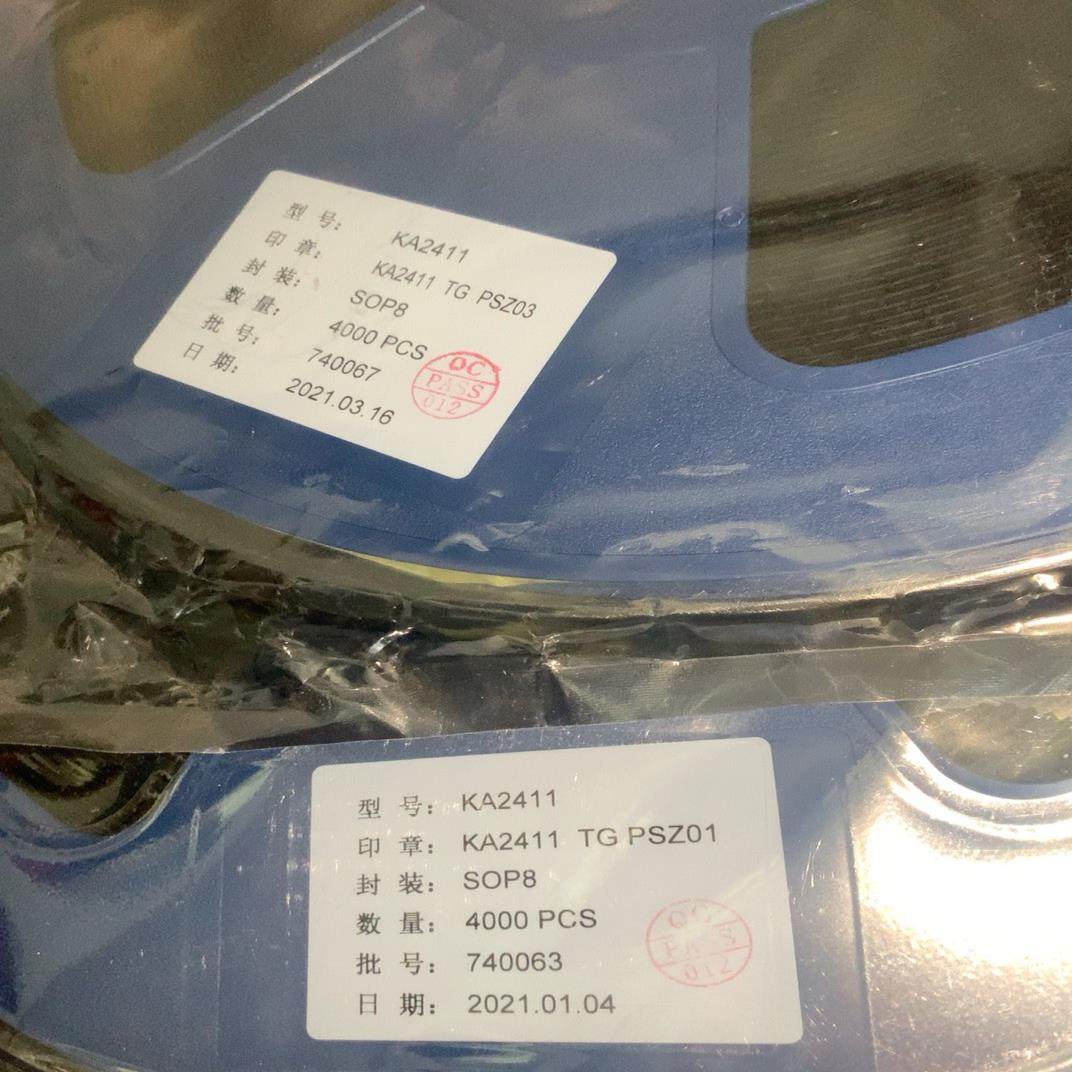 型 号： KA2411
印 章： KA2411 TG PSZ03
封 装： SOP8
数 量： 4000 PCS
批 号： 740067
日 期： 2021.03.16
QC
PASS
012
型 号： KA2411
印 章： KA2411 TG PSZ01
封 装： SOP8
数 量： 4000 PCS
批 号： 740063
日 期： 2021.01.04
QC
PASS
012